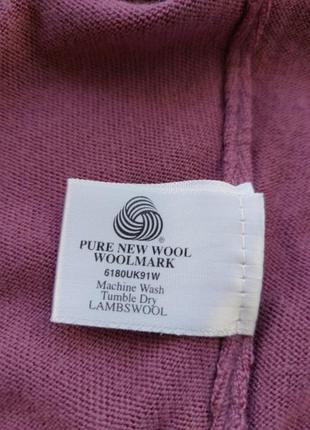 ®
PURE NEW WOOL
WOOLMARK
6180UK91W
Machine Wash
Tumble Dry
LAMBSWOOL